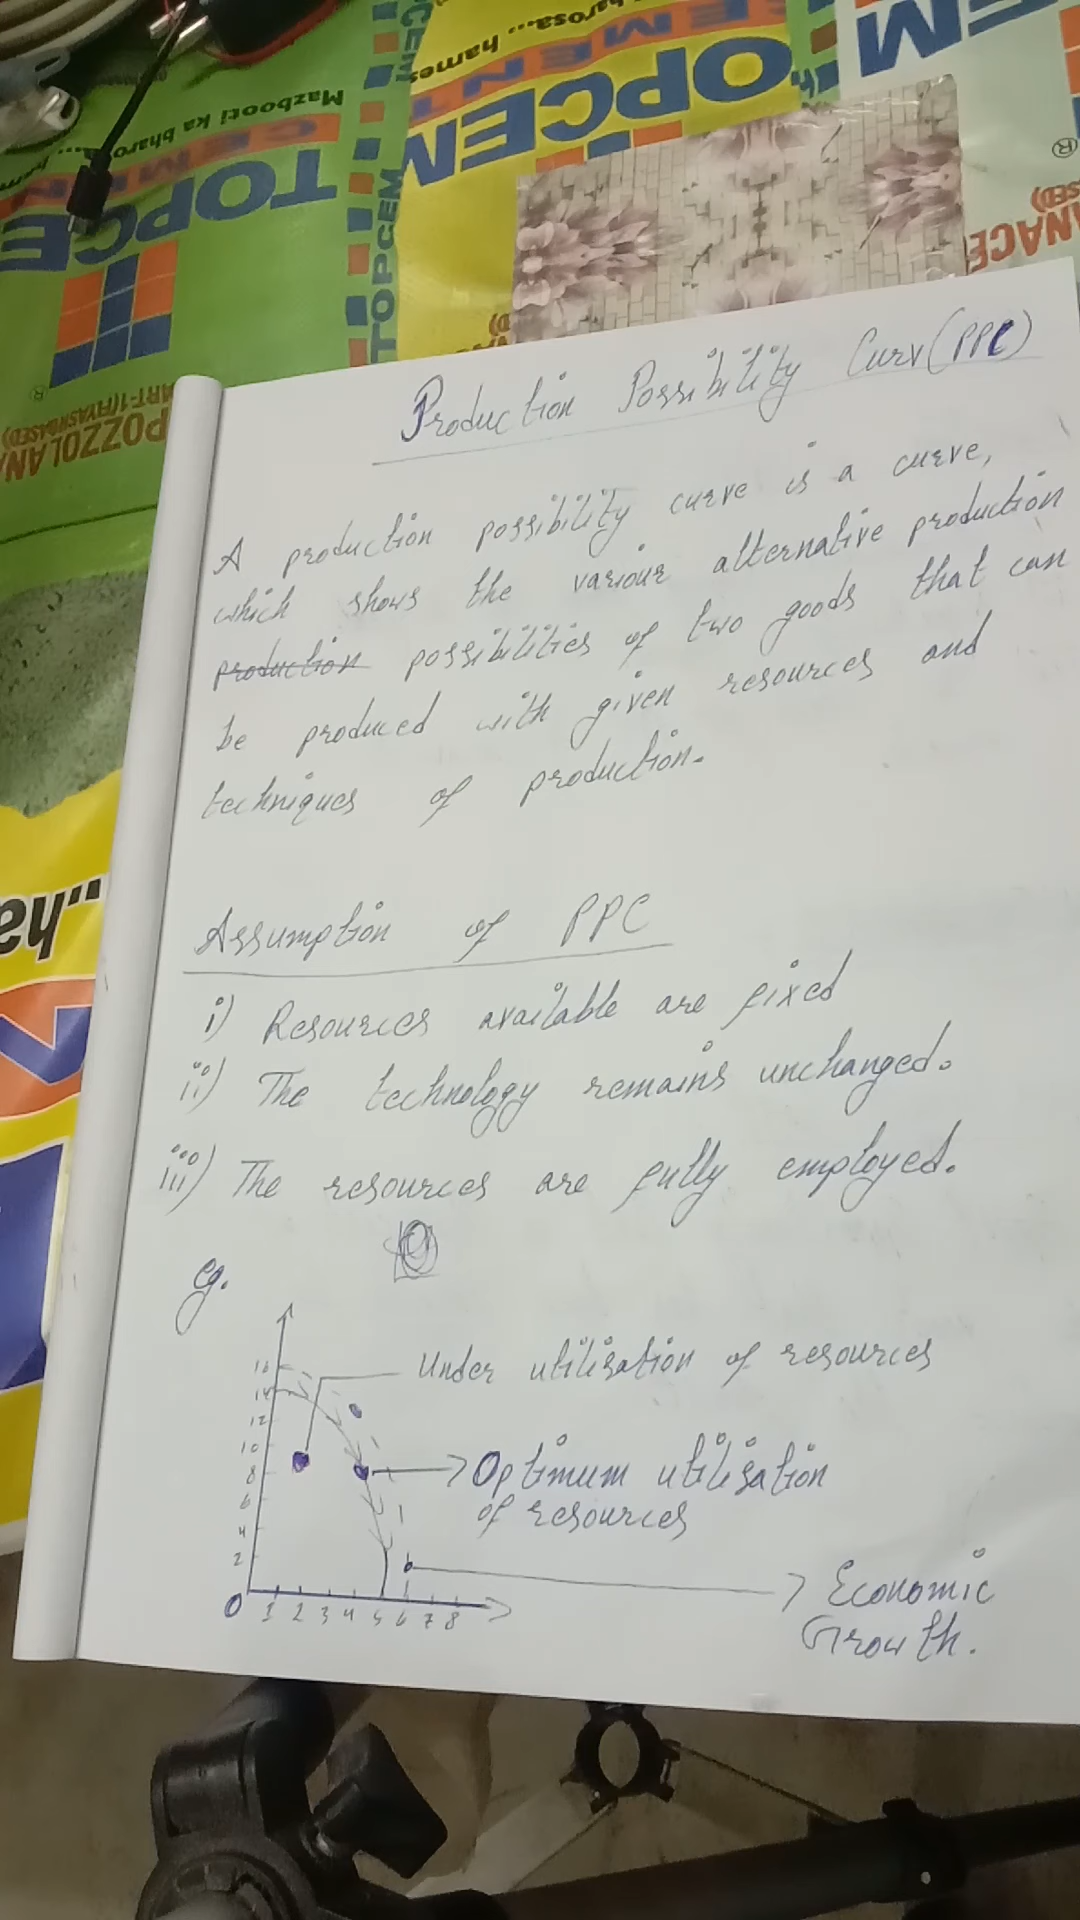 Mazbooti ka bharosa... hames
CEMENT
TOPCEM
TOPCEM
Production Possibility Curv (PPC)
A production possibility curve is a curve,
which shows the various alternative production
production possibilities of two goods that can
be produced with given resources and
techniques of production.
Assumption of PPC
i) Resources available are fixed
ii) The technology remains unchanged.
iii) The resources are fully employed.
eg.
Under utilisation of resources
Optimum utilisation
of resources
Economic
Growth.
16
14
12
10
8
6
4
2
O 1 2 3 4 5 6 7 8